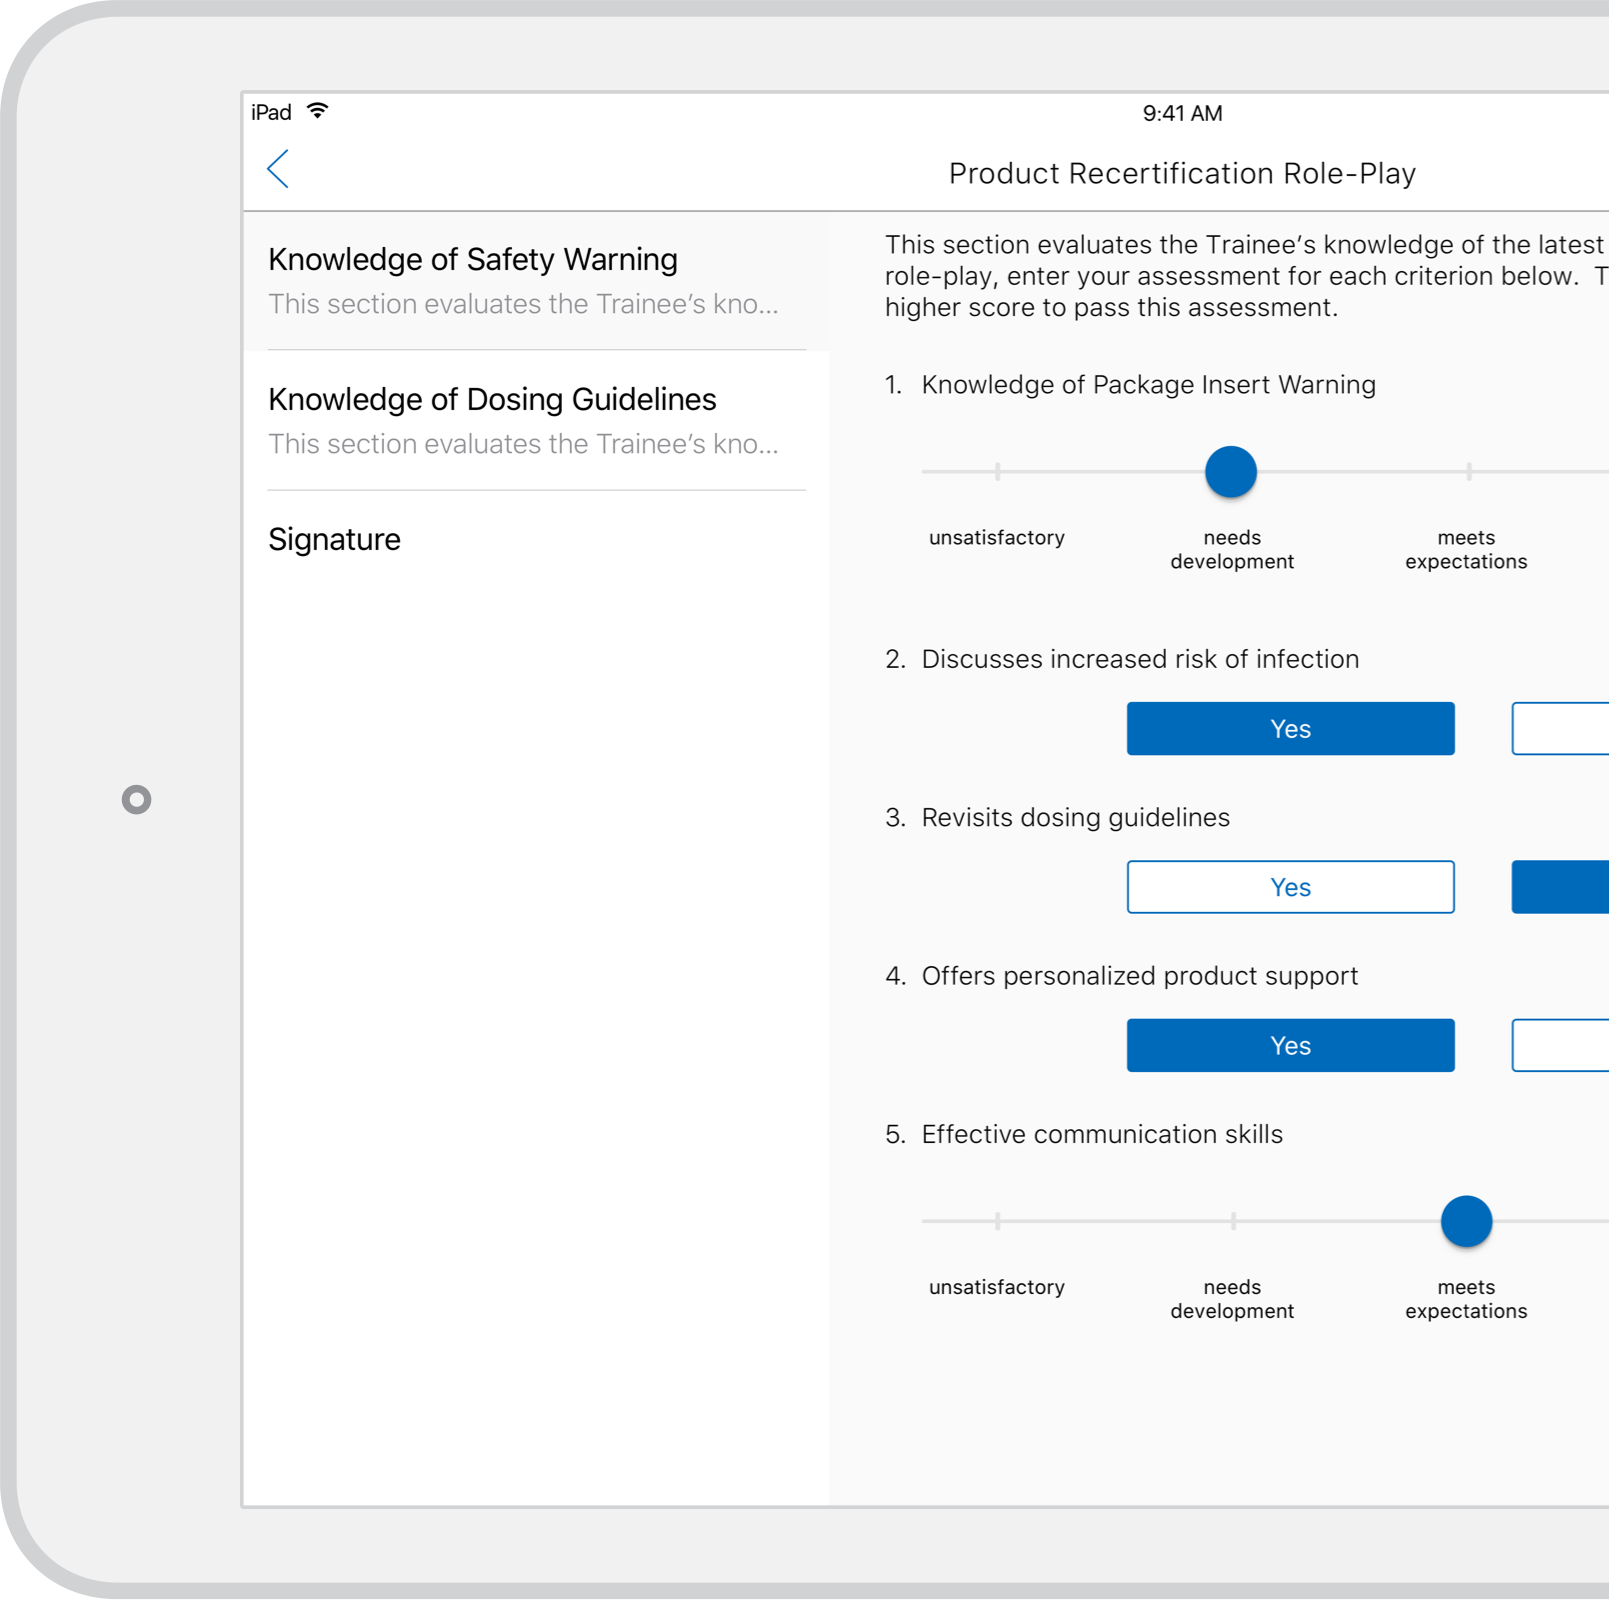 iPad
9:41 AM
Product Recertification Role-Play
Knowledge of Safety Warning
This section evaluates the Trainee's kno...
Knowledge of Dosing Guidelines
This section evaluates the Trainee's kno...
Signature
This section evaluates the Trainee's knowledge of the latest
role-play, enter your assessment for each criterion below. T
higher score to pass this assessment.
1. Knowledge of Package Insert Warning
unsatisfactory
needs
development
meets
expectations
2. Discusses increased risk of infection
Yes
3. Revisits dosing guidelines
Yes
4. Offers personalized product support
Yes
5. Effective communication skills
unsatisfactory
needs
development
meets
expectations